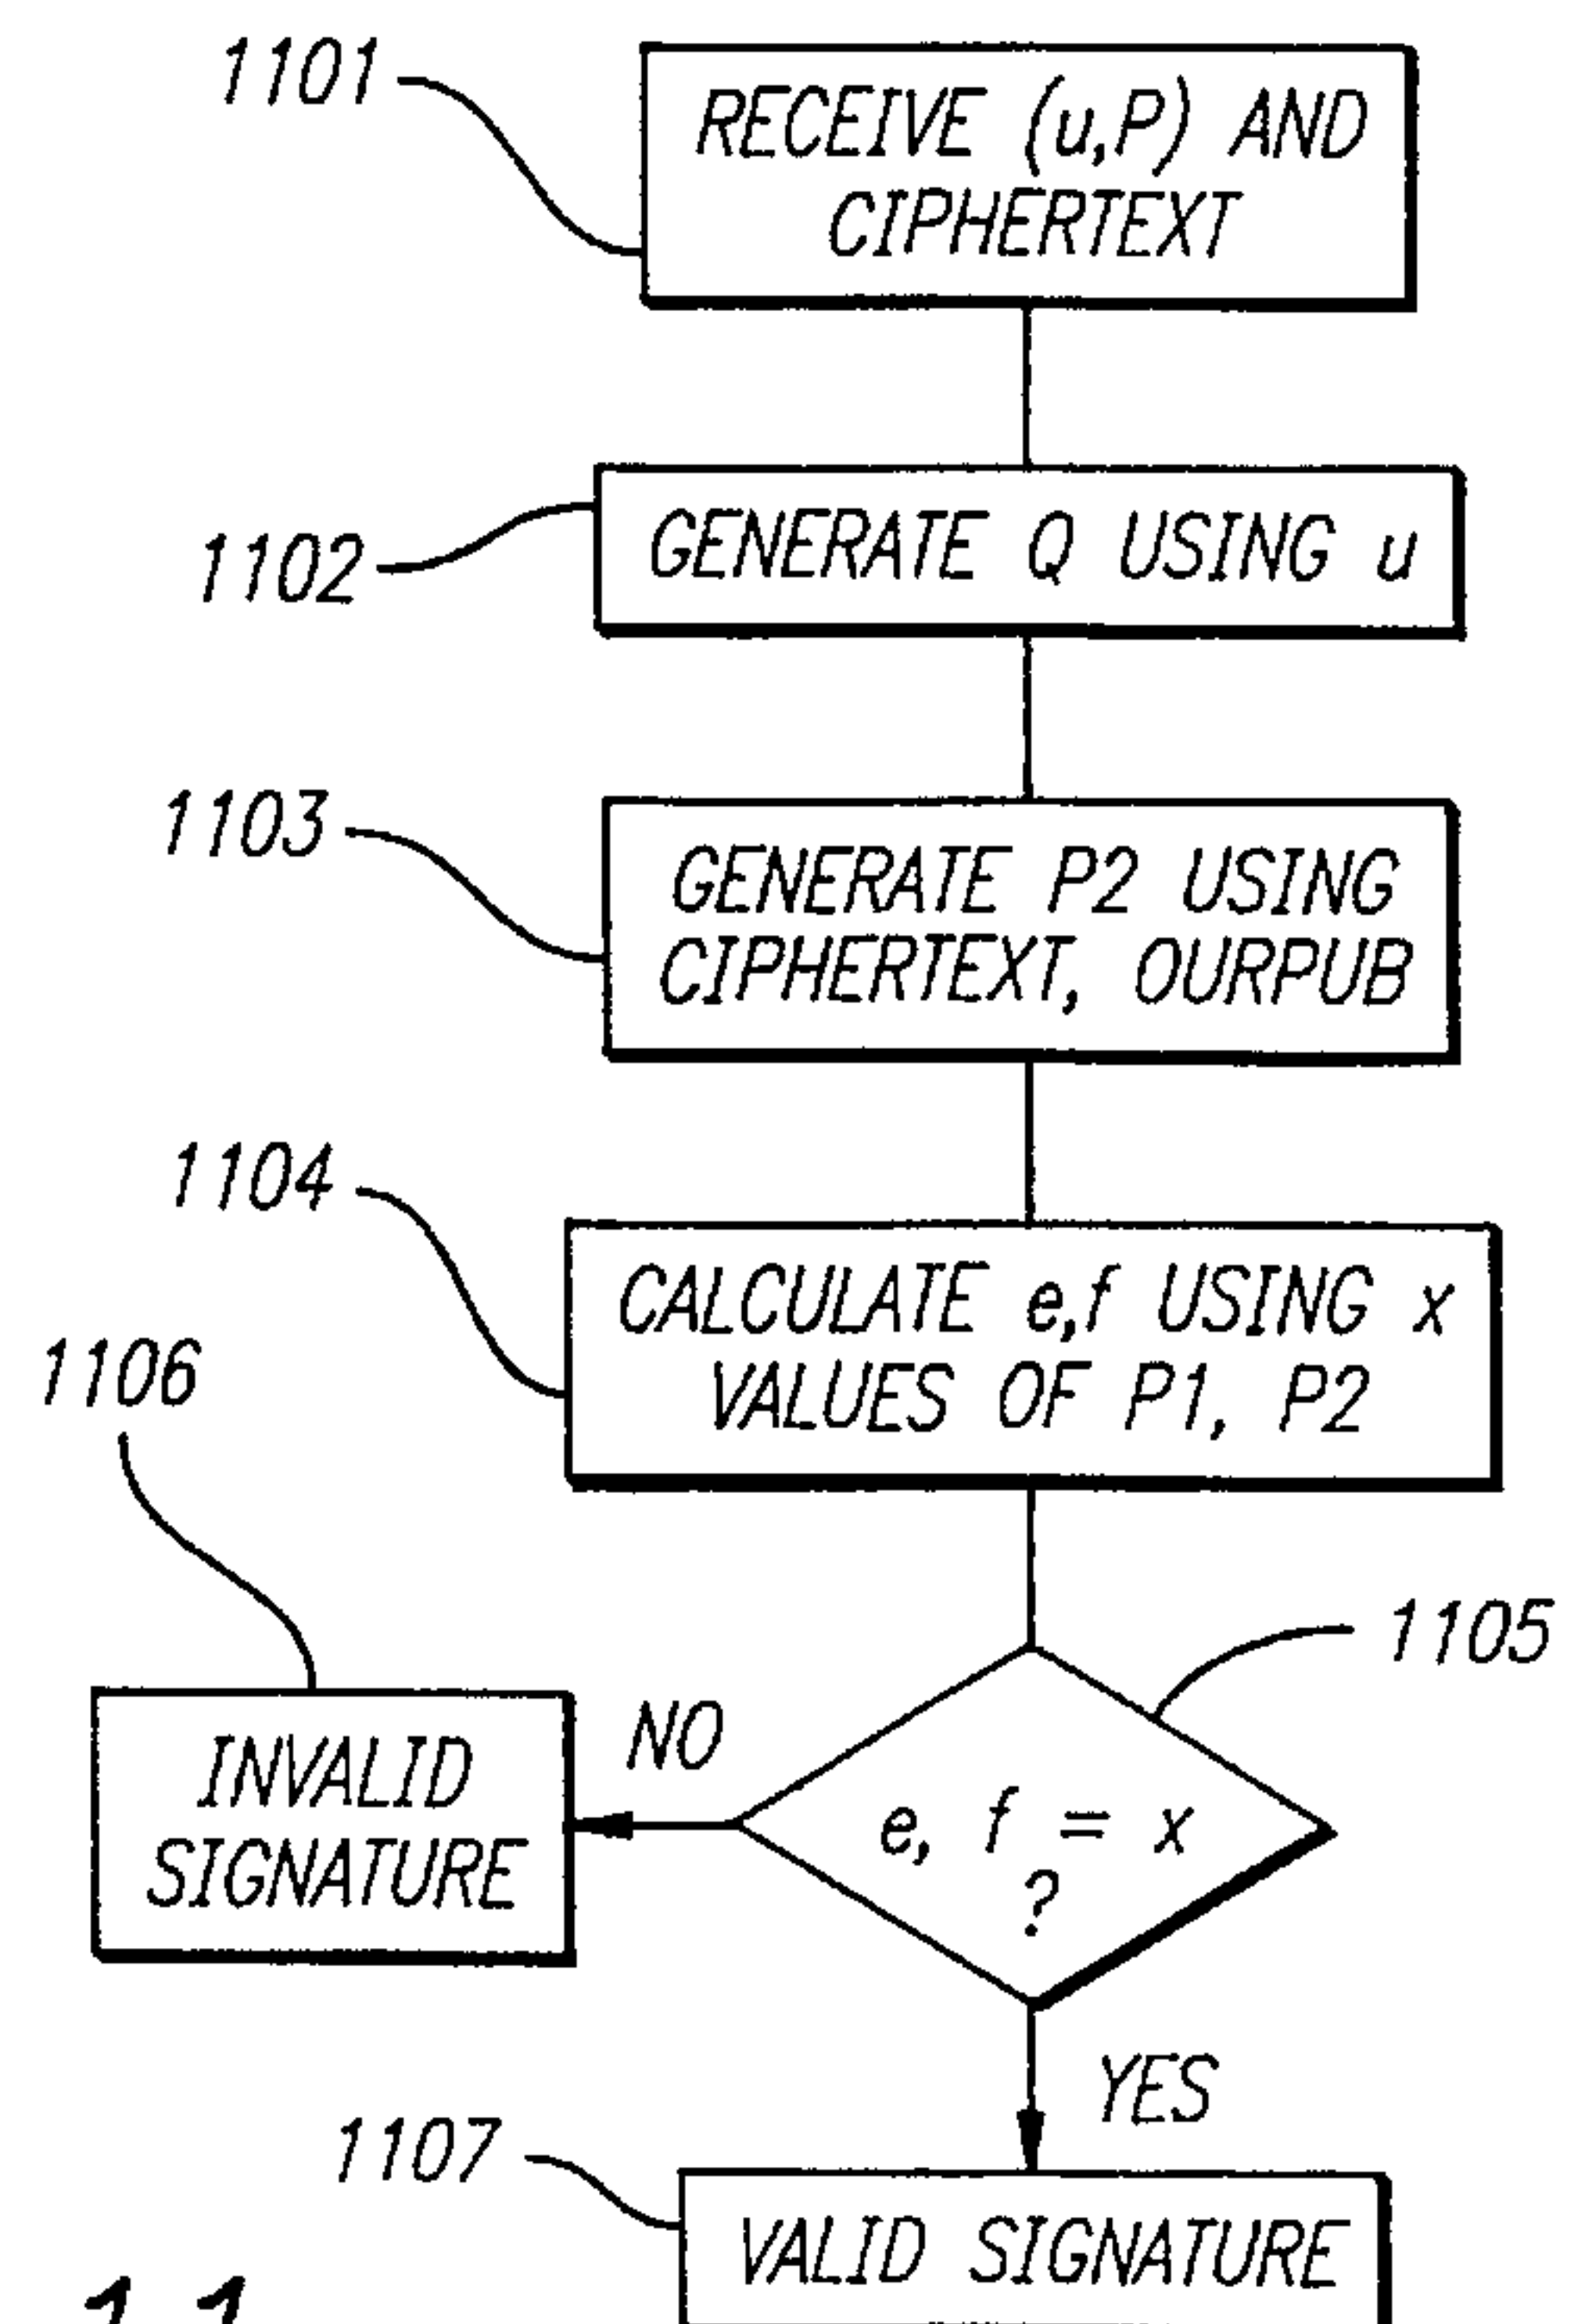 1101
RECEIVE (u,P) AND
CIPHERTEXT
1102
GENERATE Q USING u
1103
GENERATE P2 USING
CIPHERTEXT, OURPUB
1104
CALCULATE e,f USING x
VALUES OF P1, P2
1106
1105
INVALID
SIGNATURE
NO
e, f = x
?
YES
1107
VALID SIGNATURE